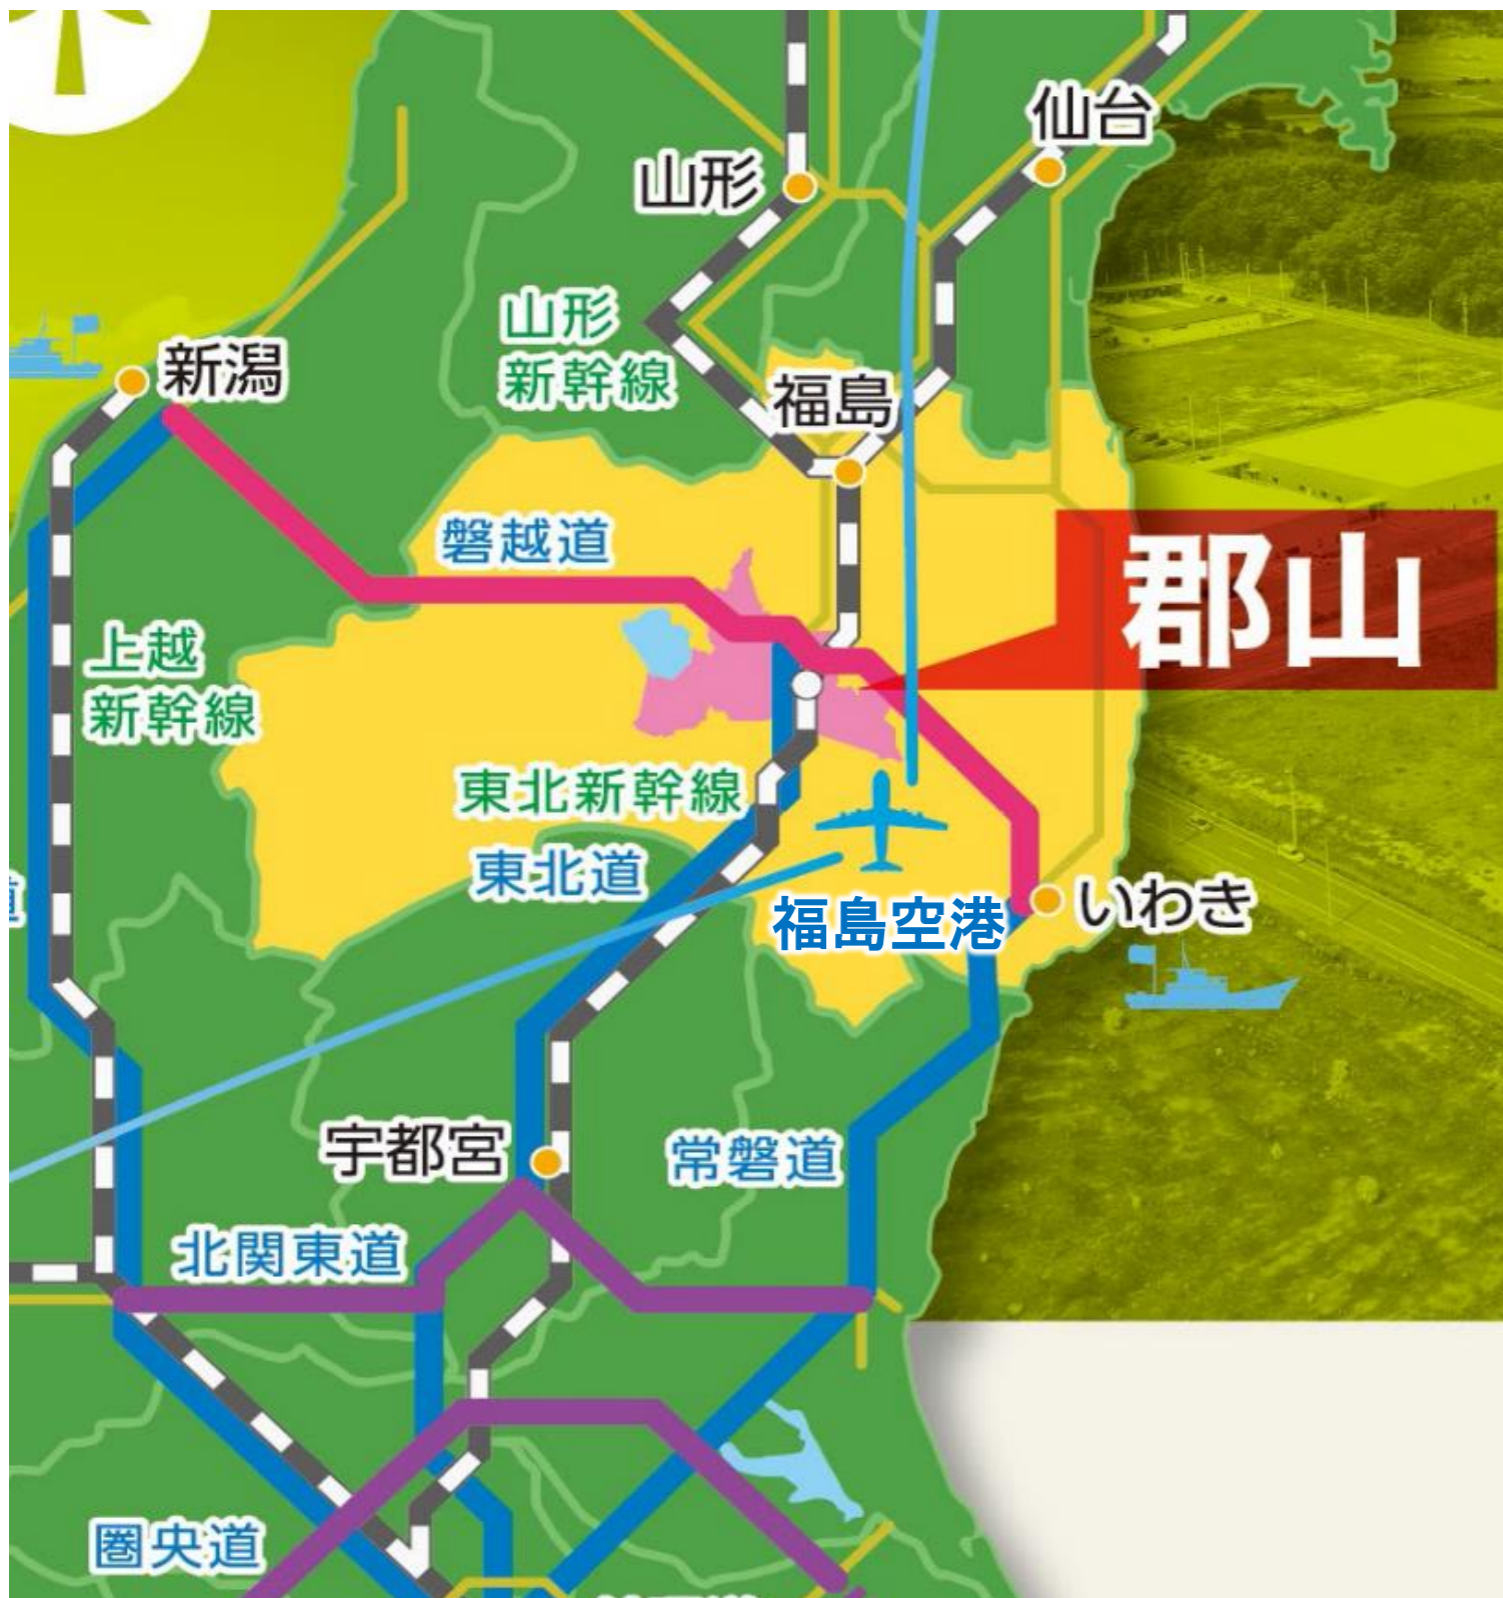 仙台
山形
山形
新幹線
新潟
福島
磐越道
郡山
上越
新幹線
東北新幹線
東北道
道
福島空港
いわき
宇都宮
常磐道
北関東道
圏央道